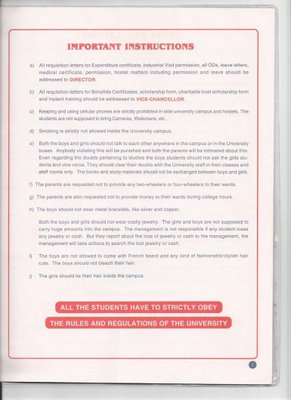 IMPORTANT INSTRUCTIONS
a) All requisition letters for Expenditure certificate, Industrial Visit permission, all ODs, leave letters,
medical certificate, permission, hostel matters including permission and leave should be
addressed to DIRECTOR.
b) All requisition letters for Bonafide Certificates, scholarship form, charitable trust scholarship form
and Instant training should be addressed to VICE-CHANCELLOR.
c) Keeping and using cellular phones are strictly prohibited in side university campus and hostels. The
students are not supposed to bring Cameras, Walkmans, etc.
d) Smoking is strictly not allowed inside the University campus.
e) Both the boys and girls should not talk to each other anywhere in the campus or in the University
buses. Anybody violating this will be punished and both the parents will be intimated about this.
Even regarding the doubts pertaining to studies the boys students should not ask the girls stu-
dents and vice versa. They should clear their doubts with the University staff in their classes and
staff rooms only. The books and study materials should not be exchanged between boys and girls.
f) The parents are requested not to provide any two-wheelers or four-wheelers to their wards.
g) The parents are also requested not to provide money to their wards during college hours.
h) The boys should not wear metal bracelets, like silver and copper.
Both the boys and girls should not wear costly jewelry. The girls and boys are not supposed to
carry huge amounts into the campus. The management is not responsible if any student loses
any jewelry or cash. But they report about the loss of jewelry or cash to the management, the
management will take actions to search the lost jewelry or cash.
i) The boys are not allowed to come with French beard and any kind of fashionable/stylish hair
cuts. The boys should not bleach their hair.
j) The girls should tie their hair inside the campus.
ALL THE STUDENTS HAVE TO STRICTLY OBEY
THE RULES AND REGULATIONS OF THE UNIVERSITY